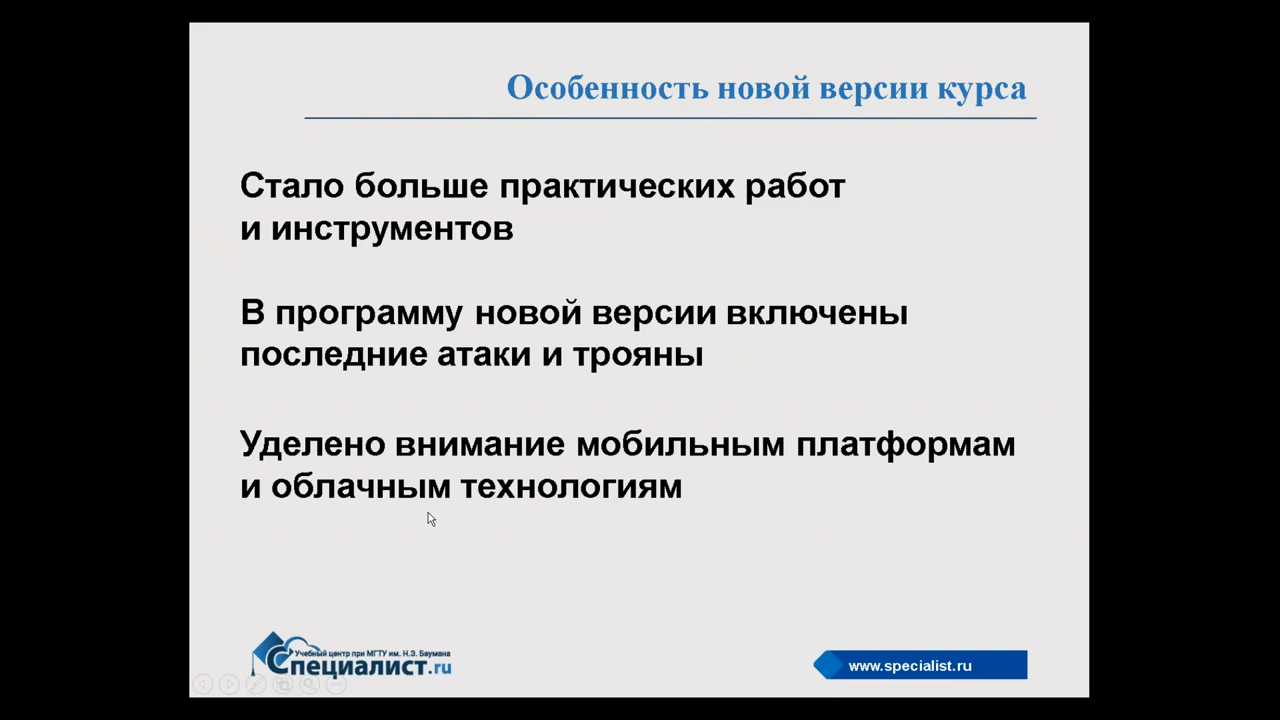 Особенность новой версии курса
Стало больше практических работ
и инструментов
В программу новой версии включены
последние атаки и трояны
Уделено внимание мобильным платформам
и облачным технологиям
Учебный центр при МГТУ им. Н.Э. Баумана
Специалист.ru
www.specialist.ru